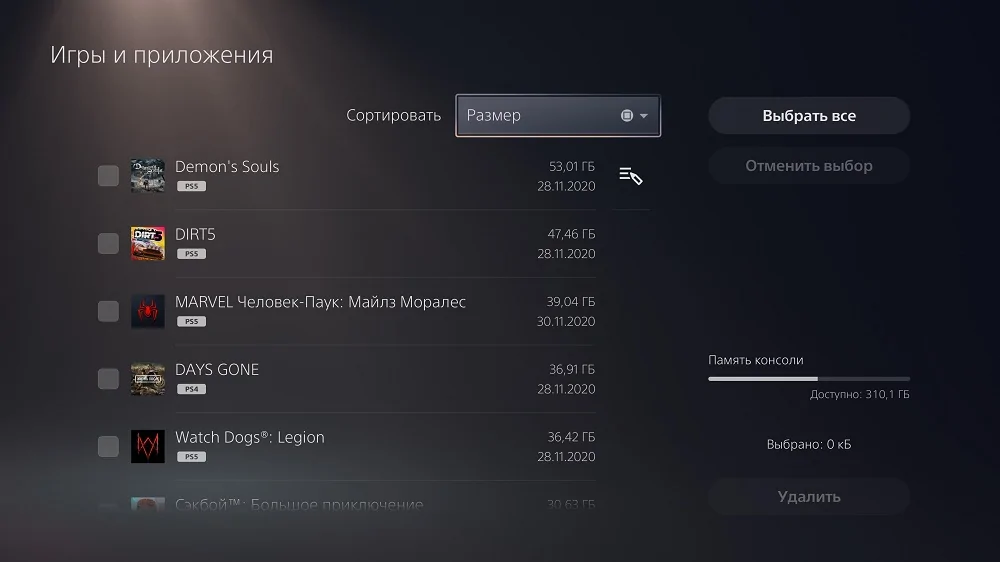 Игры и приложения
Сортировать
Размер
Выбрать все
Отменить выбор
Demon's Souls
53,01 ГБ
PS5
28.11.2020
DIRT5
47,46 ГБ
PS5
28.11.2020
MARVEL Человек-Паук: Майлз Моралес
39,04 ГБ
PS5
30.11.2020
DAYS GONE
36,91 ГБ
PS4
28.11.2020
Watch Dogs®: Legion
36,42 ГБ
PS5
28.11.2020
Сэкбой™: Большое приключение
30,63 ГБ
Память консоли
Доступно: 310,1 ГБ
Выбрано: 0 кБ
Удалить